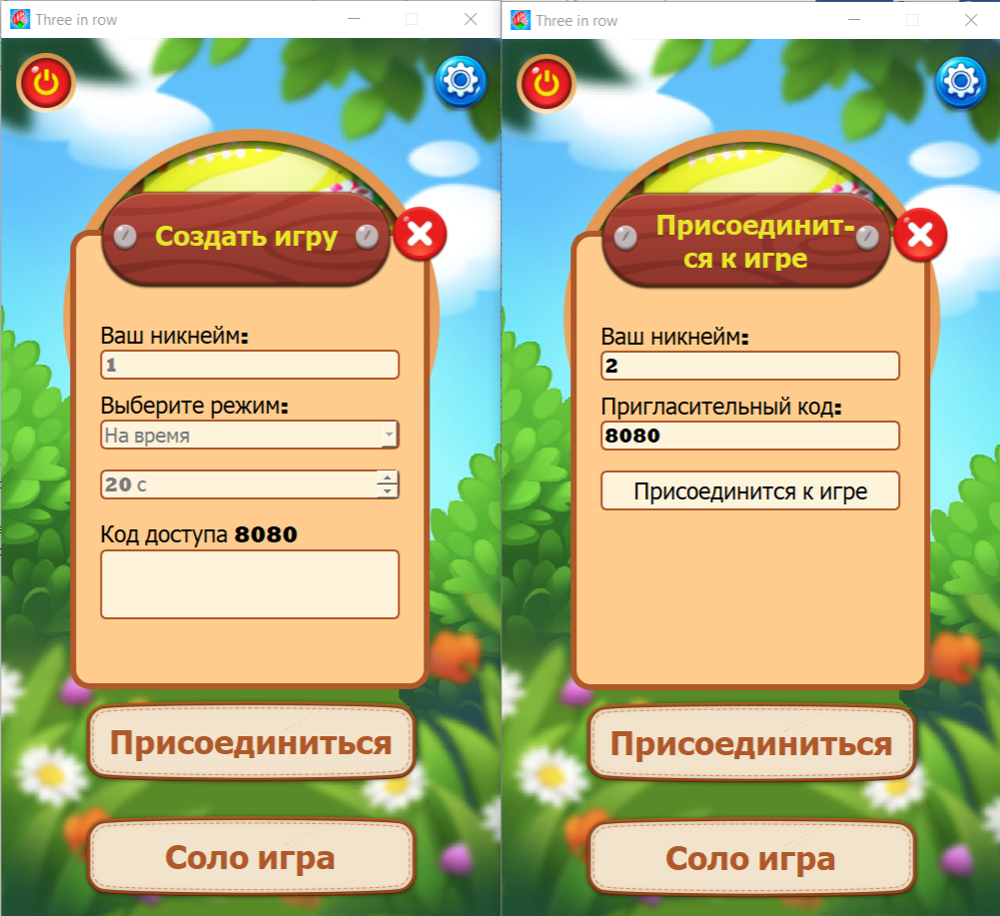 Three in row
Создать игру
Ваш никнейм:
1
Выберите режим:
На время
20 с
Код доступа 8080
Присоединиться
Соло игра
Three in row
Присоединит-
ся к игре
Ваш никнейм:
2
Пригласительный код:
8080
Присоединится к игре
Присоединиться
Соло игра